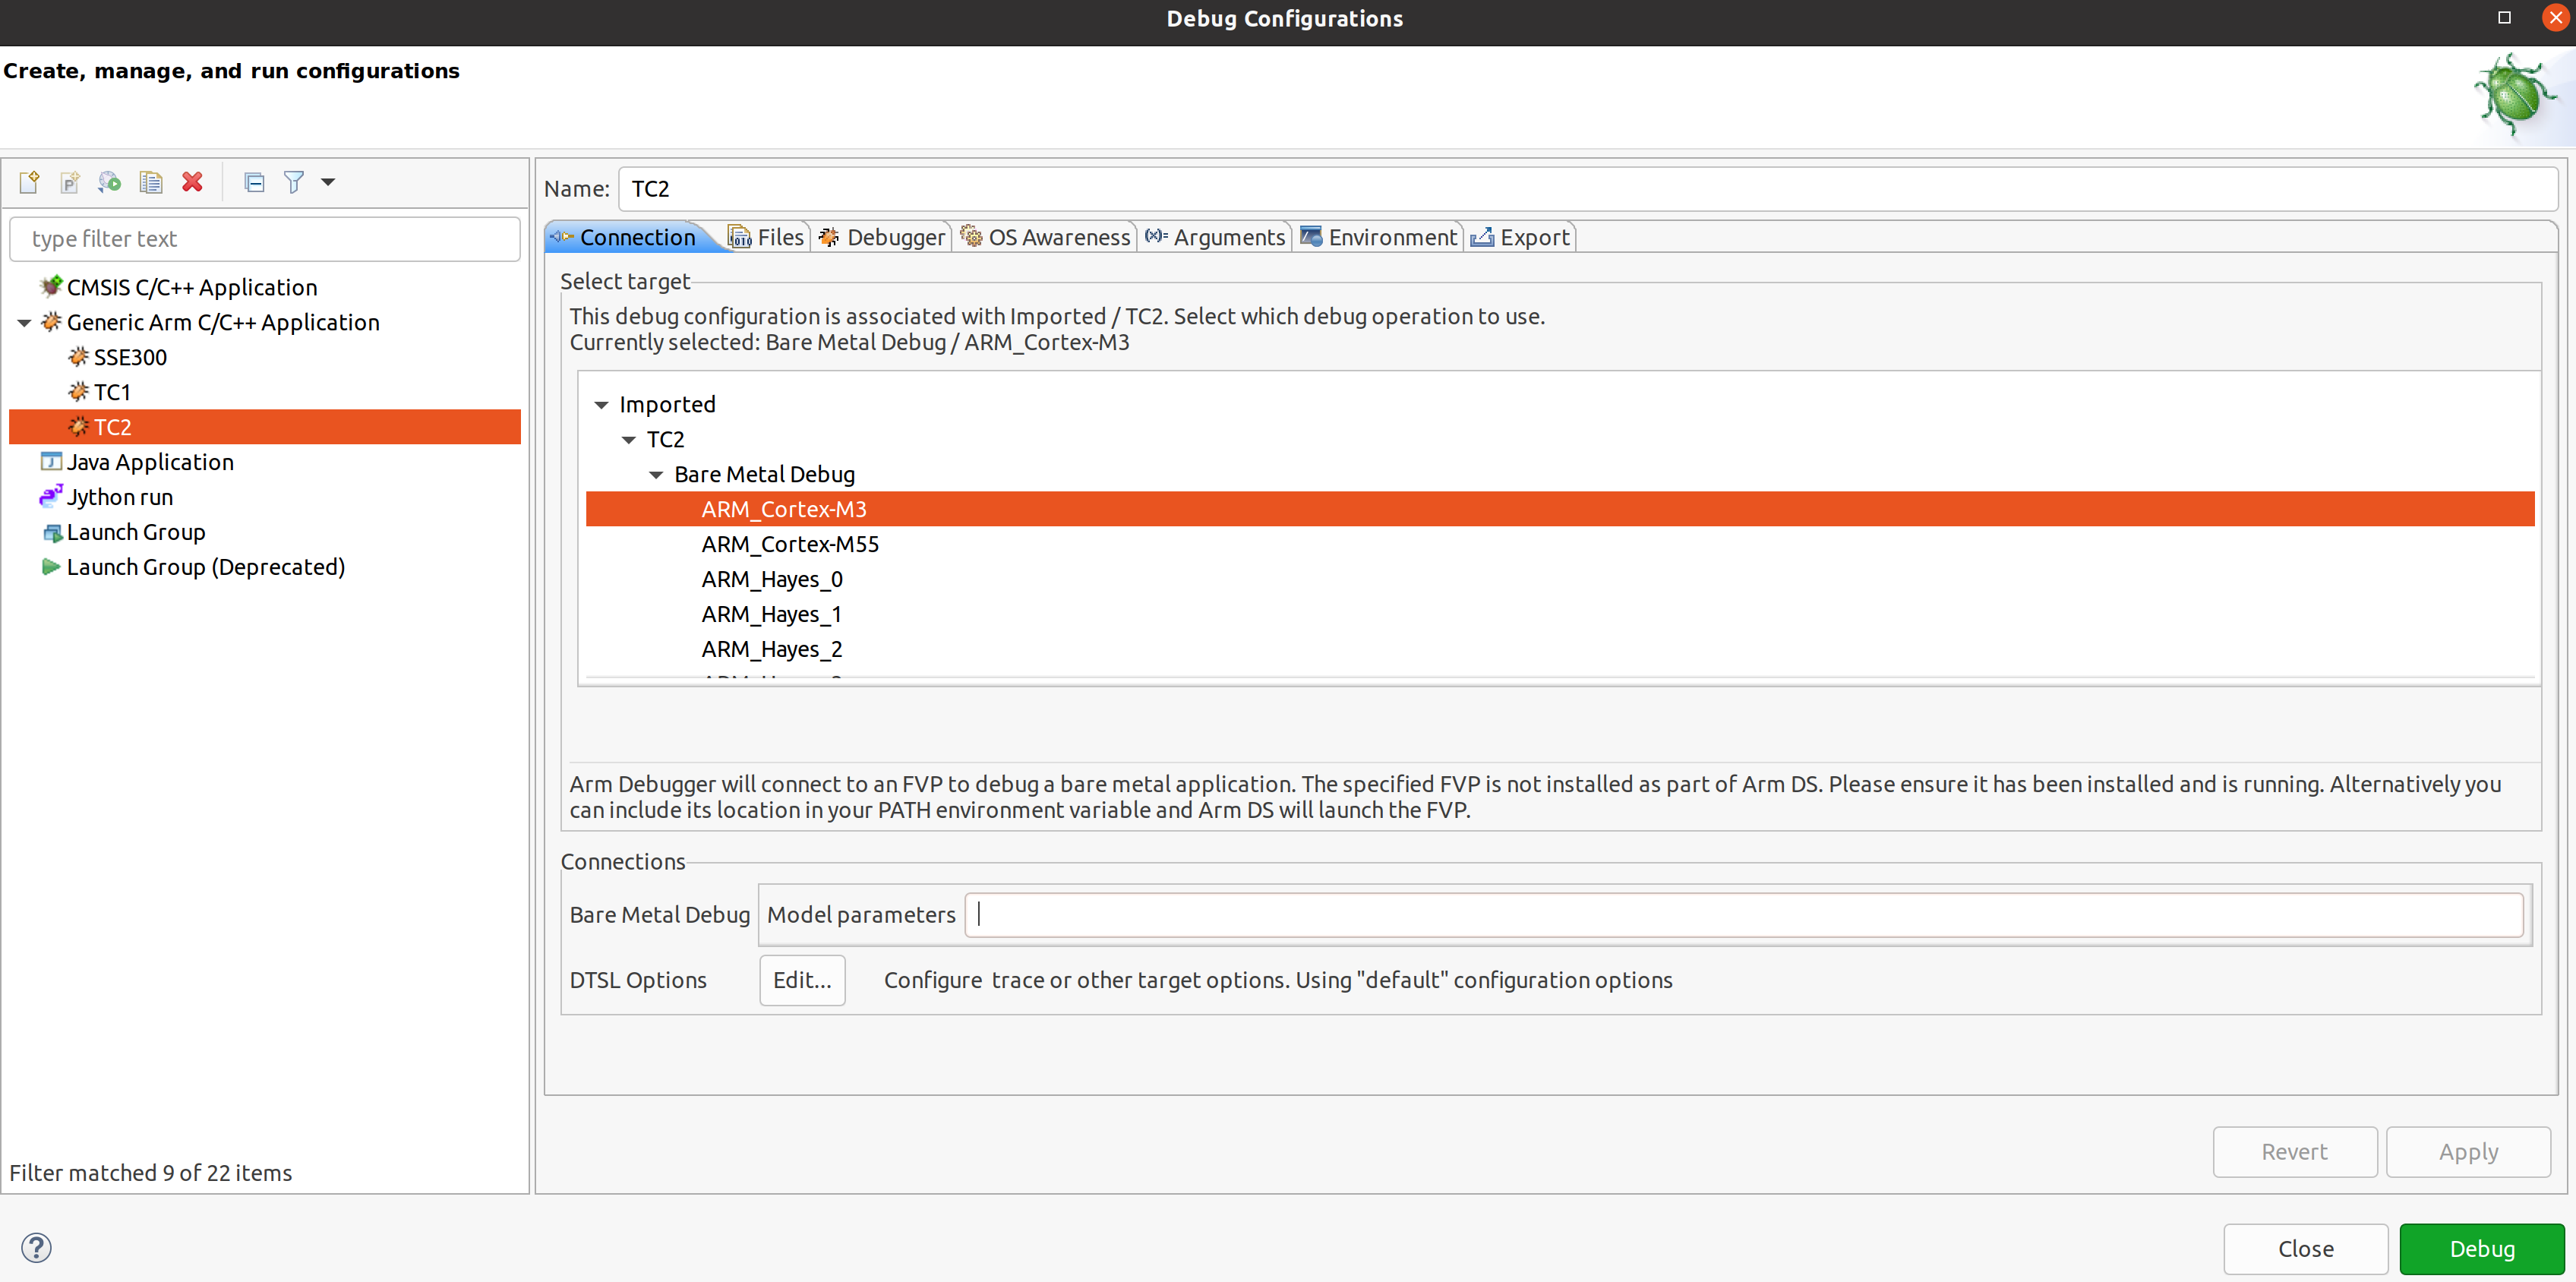 Debug Configurations
Create, manage, and run configurations
type filter text
CMSIS C/C++ Application
Generic Arm C/C++ Application
SSE300
TC1
TC2
Java Application
Jython run
Launch Group
Launch Group (Deprecated)
Filter matched 9 of 22 items
Name: TC2
Connection Files Debugger OS Awareness Arguments Environment Export
Select target
This debug configuration is associated with Imported / TC2. Select which debug operation to use.
Currently selected: Bare Metal Debug / ARM_Cortex-M3
Imported
TC2
Bare Metal Debug
ARM_Cortex-M3
ARM_Cortex-M55
ARM_Hayes_0
ARM_Hayes_1
ARM_Hayes_2
Arm Debugger will connect to an FVP to debug a bare metal application. The specified FVP is not installed as part of Arm DS. Please ensure it has been installed and is running. Alternatively you
can include its location in your PATH environment variable and Arm DS will launch the FVP.
Connections
Bare Metal Debug Model parameters
DTSL Options Edit... Configure trace or other target options. Using "default" configuration options
Revert Apply
Close Debug